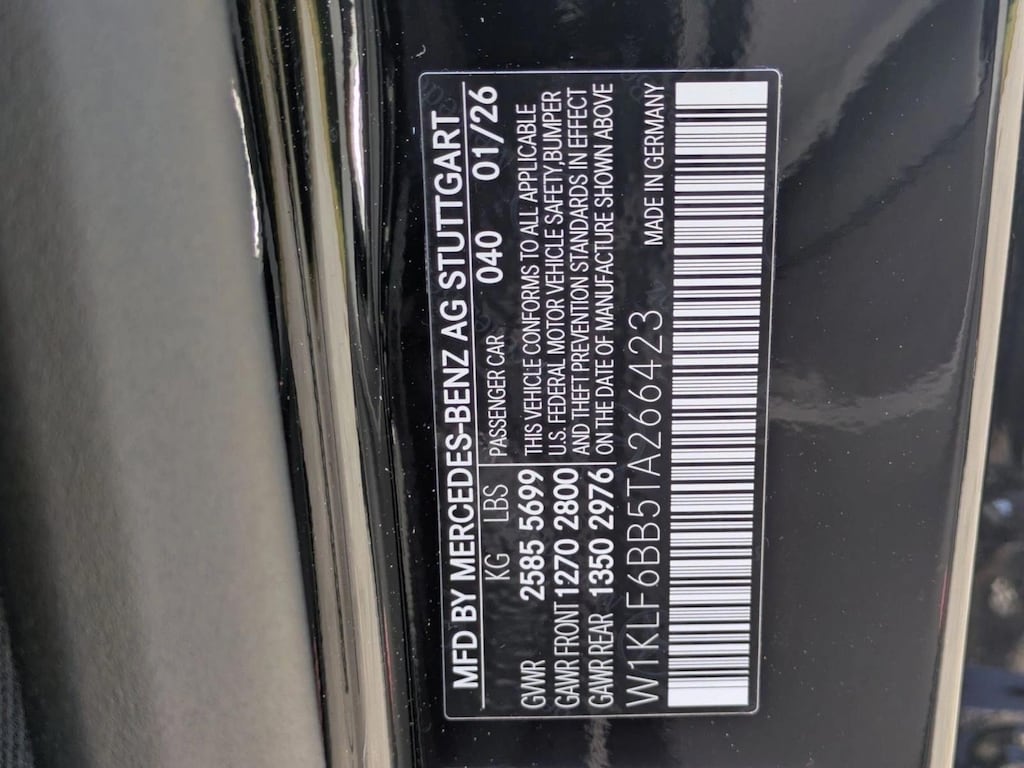 MFD BY MERCEDES-BENZ AG STUTTGART
KG LBS PASSENGER CAR 040 01/26
GVWR 2585 5699 THIS VEHICLE CONFORMS TO ALL APPLICABLE
U.S. FEDERAL MOTOR VEHICLE SAFETY,BUMPER
GAWR FRONT 1270 2800 AND THEFT PREVENTION STANDARDS IN EFFECT
GAWR REAR 1350 2976 ON THE DATE OF MANUFACTURE SHOWN ABOVE
W1KLF6BB5TA266423 MADE IN GERMANY